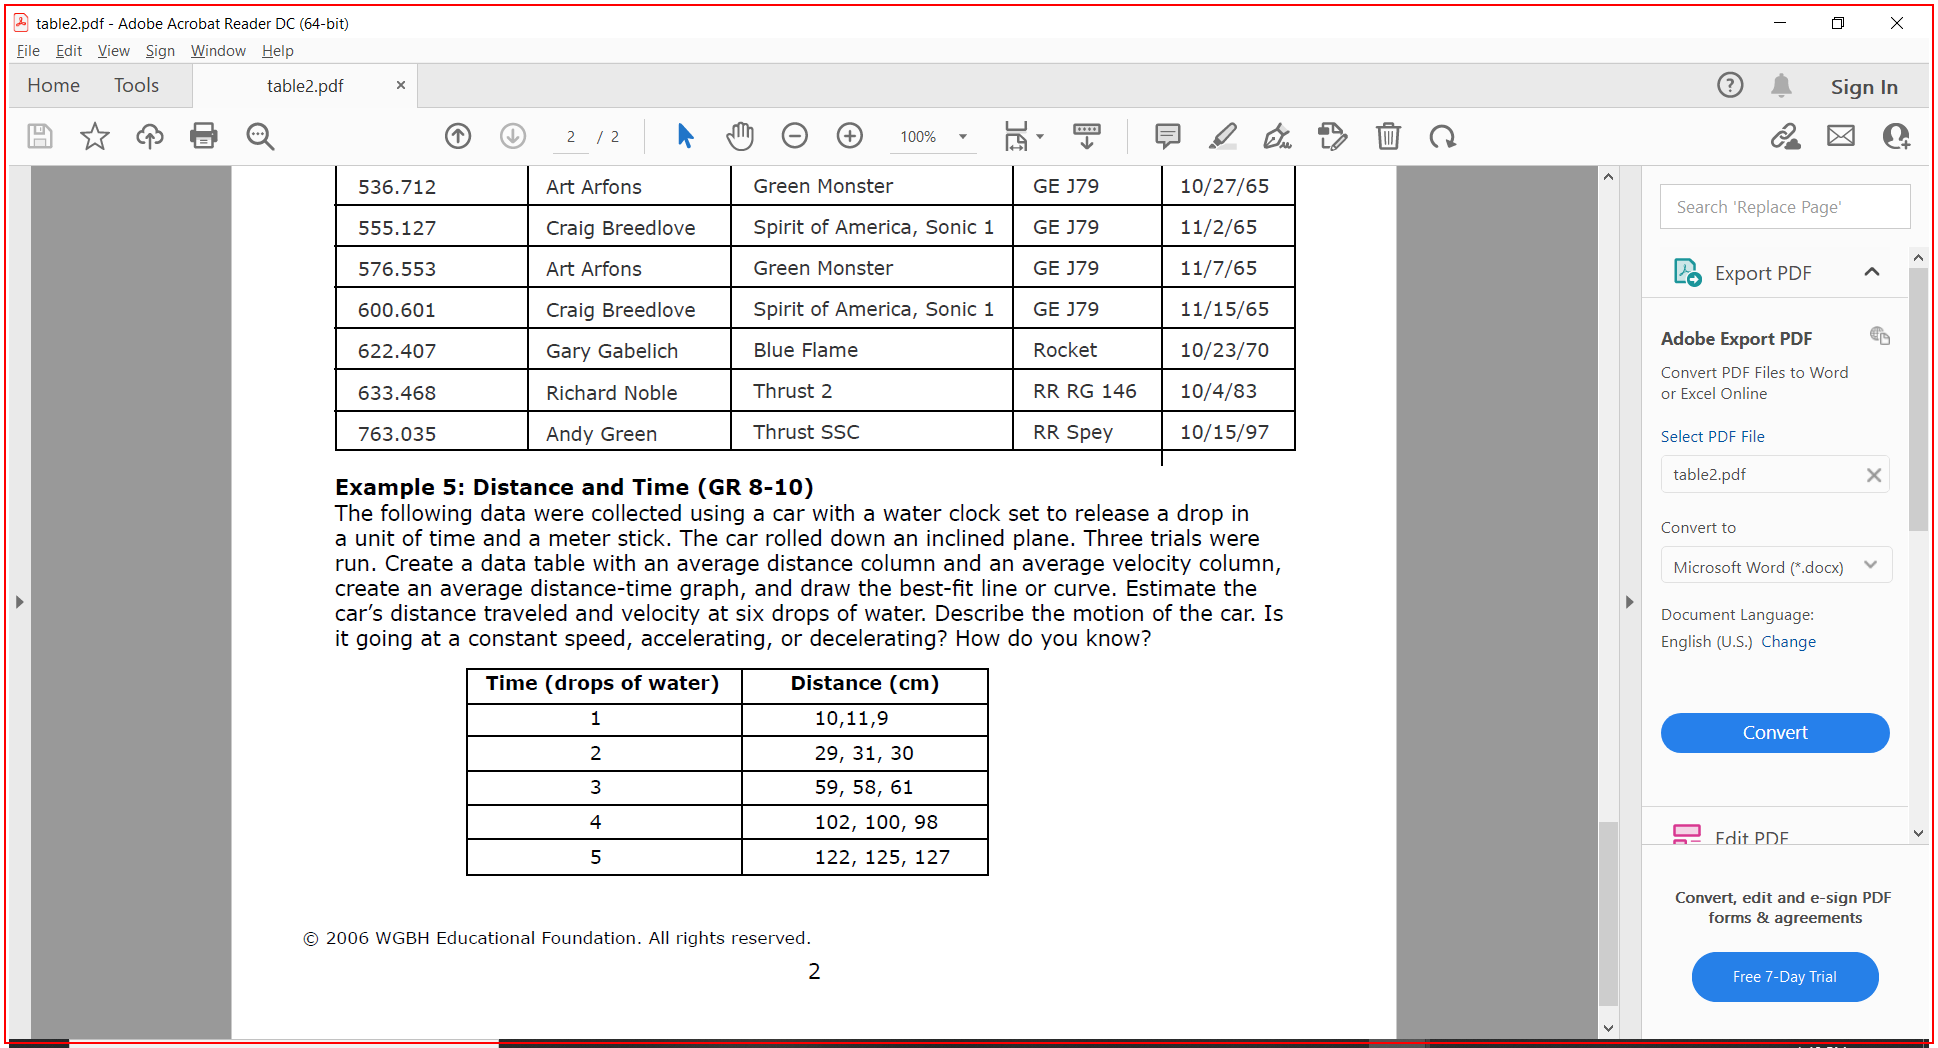 table2.pdf - Adobe Acrobat Reader DC (64-bit)
File Edit View Sign Window Help
Home Tools table2.pdf × Sign In
2 / 2 100%
536.712 Art Arfons Green Monster GE J79 10/27/65
555.127 Craig Breedlove Spirit of America, Sonic 1 GE J79 11/2/65
576.553 Art Arfons Green Monster GE J79 11/7/65
600.601 Craig Breedlove Spirit of America, Sonic 1 GE J79 11/15/65
622.407 Gary Gabelich Blue Flame Rocket 10/23/70
633.468 Richard Noble Thrust 2 RR RG 146 10/4/83
763.035 Andy Green Thrust SSC RR Spey 10/15/97
Example 5: Distance and Time (GR 8-10)
The following data were collected using a car with a water clock set to release a drop in
a unit of time and a meter stick. The car rolled down an inclined plane. Three trials were
run. Create a data table with an average distance column and an average velocity column,
create an average distance-time graph, and draw the best-fit line or curve. Estimate the
car’s distance traveled and velocity at six drops of water. Describe the motion of the car. Is
it going at a constant speed, accelerating, or decelerating? How do you know?
Time (drops of water) Distance (cm)
1 10,11,9
2 29, 31, 30
3 59, 58, 61
4 102, 100, 98
5 122, 125, 127
© 2006 WGBH Educational Foundation. All rights reserved.
2
Search 'Replace Page'
Export PDF
Adobe Export PDF
Convert PDF Files to Word
or Excel Online
Select PDF File
table2.pdf
Convert to
Microsoft Word (*.docx)
Document Language:
English (U.S.) Change
Convert
Edit PDF
Convert, edit and e-sign PDF
forms & agreements
Free 7-Day Trial